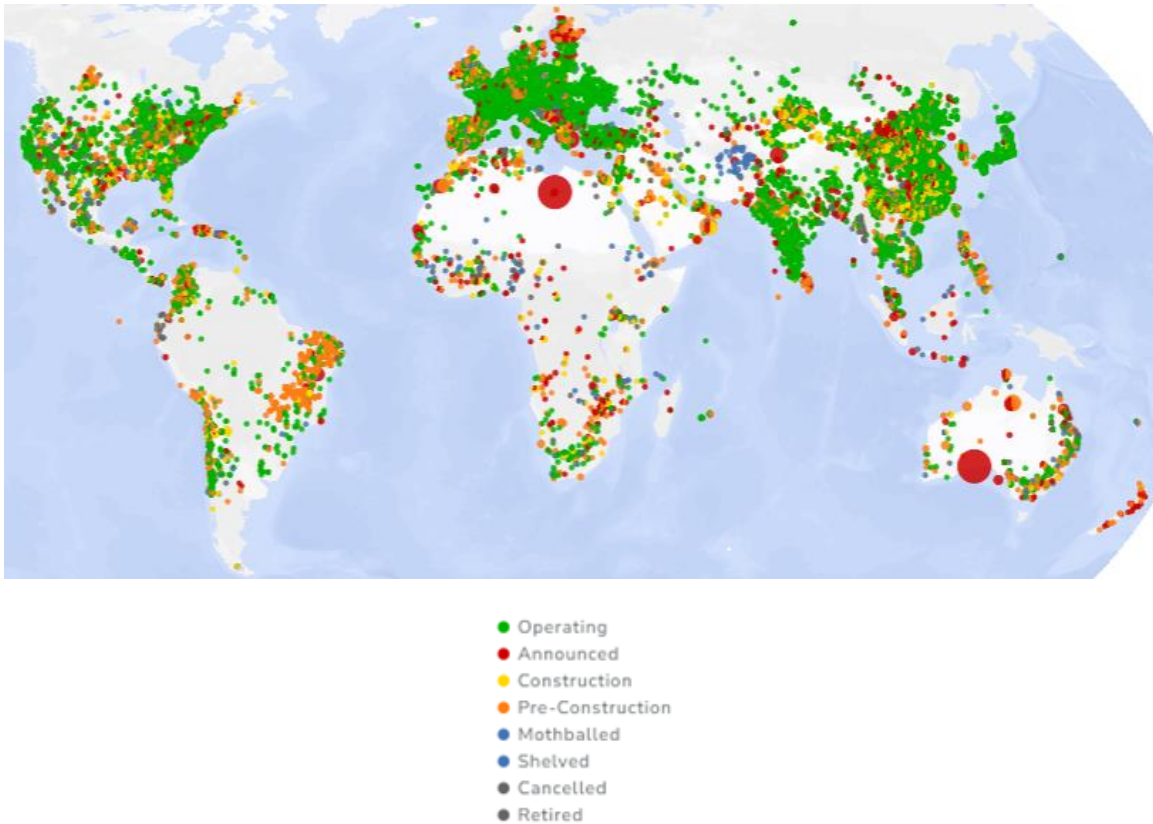 Operating
Announced
Construction
Pre-Construction
Mothballed
Shelved
Cancelled
Retired